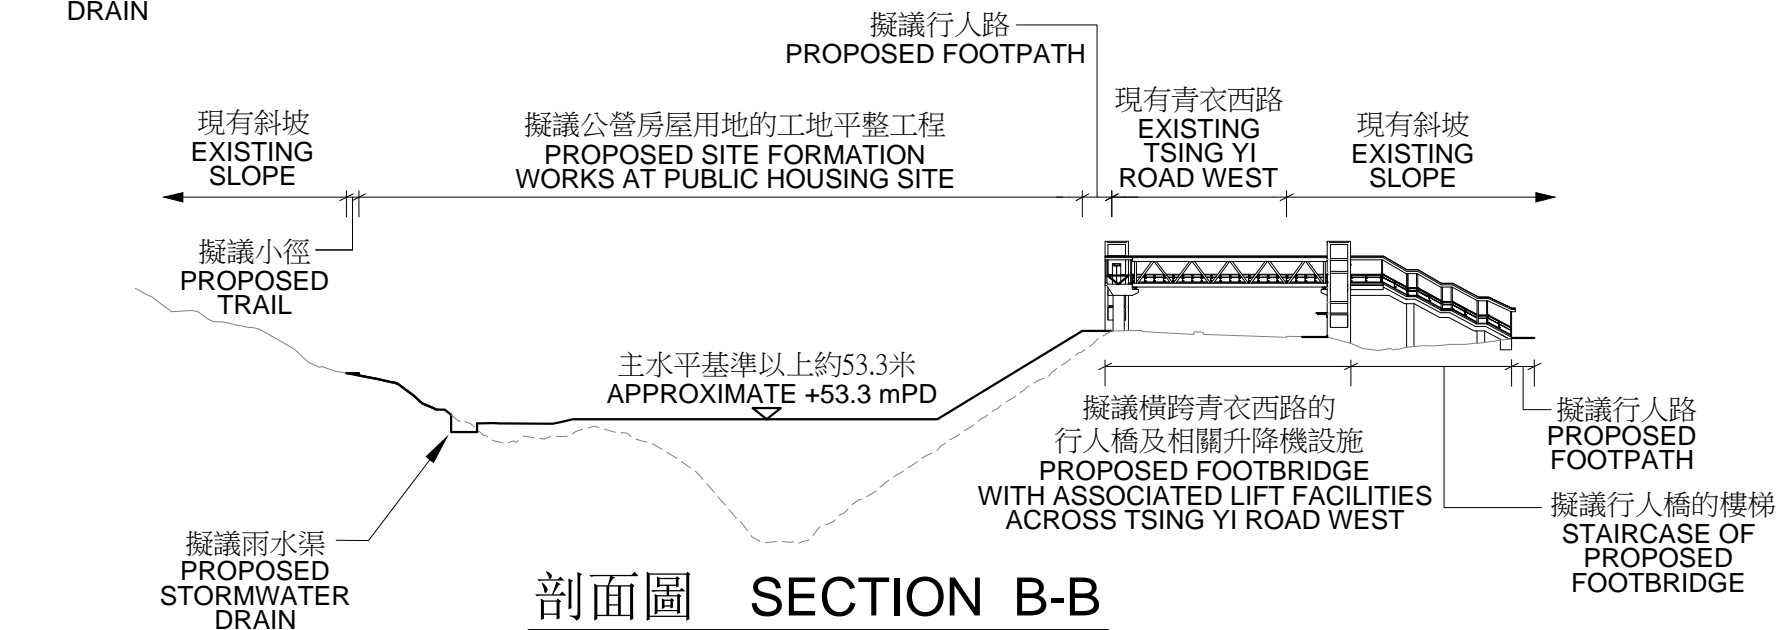 DRAIN
擬議行人路
PROPOSED FOOTPATH
現有斜坡
EXISTING
SLOPE
擬議公營房屋用地的工地平整工程
PROPOSED SITE FORMATION
WORKS AT PUBLIC HOUSING SITE
現有青衣西路
EXISTING
TSING YI
ROAD WEST
現有斜坡
EXISTING
SLOPE
擬議小徑
PROPOSED
TRAIL
主水平基準以上約53.3米
APPROXIMATE +53.3 mPD
擬議橫跨青衣西路的
行人橋及相關升降機設施
PROPOSED FOOTBRIDGE
WITH ASSOCIATED LIFT FACILITIES
ACROSS TSING YI ROAD WEST
擬議行人路
PROPOSED
FOOTPATH
擬議行人橋的樓梯
STAIRCASE OF
PROPOSED
FOOTBRIDGE
擬議雨水渠
PROPOSED
STORMWATER
DRAIN
剖面圖 SECTION B-B